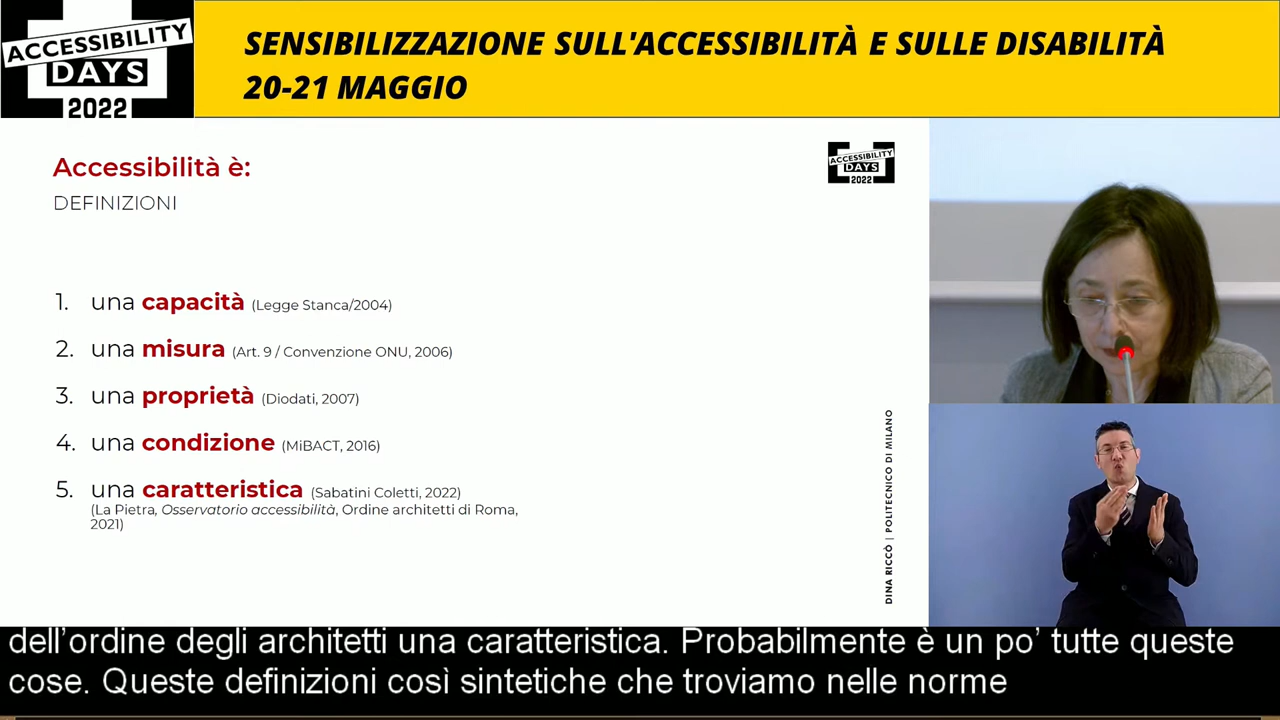 ACCESSIBILITY
DAYS
2022
SENSIBILIZZAZIONE SULL'ACCESSIBILITÀ E SULLE DISABILITÀ
20-21 MAGGIO
Accessibilità è:
DEFINIZIONI
ACCESSIBILITY
DAYS
2022
1. una capacità (Legge Stanca/2004)
2. una misura (Art. 9 / Convenzione ONU, 2006)
3. una proprietà (Diodati, 2007)
4. una condizione (MiBACT, 2016)
5. una caratteristica (Sabatini Coletti, 2022)
(La Pietra, Osservatorio accessibilità, Ordine architetti di Roma,
2021)
DINA RICCÒ | POLITECNICO DI MILANO
dell’ordine degli architetti una caratteristica. Probabilmente è un po’ tutte queste
cose. Queste definizioni così sintetiche che troviamo nelle norme